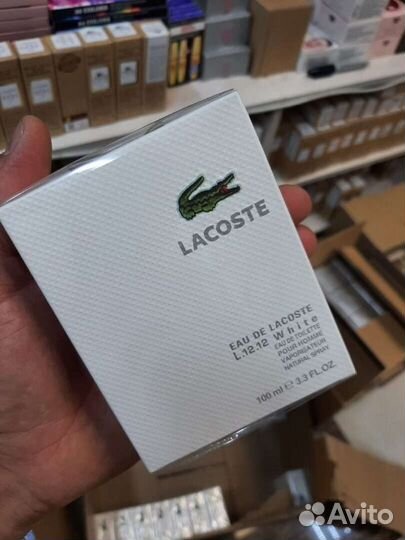 LACOSTE
EAU DE LACOSTE
L.12.12 White
EAU DE TOILETTE
POUR HOMME
VAPORISATEUR
NATURAL SPRAY
100 ml e 3.3 FL.OZ.
Avito